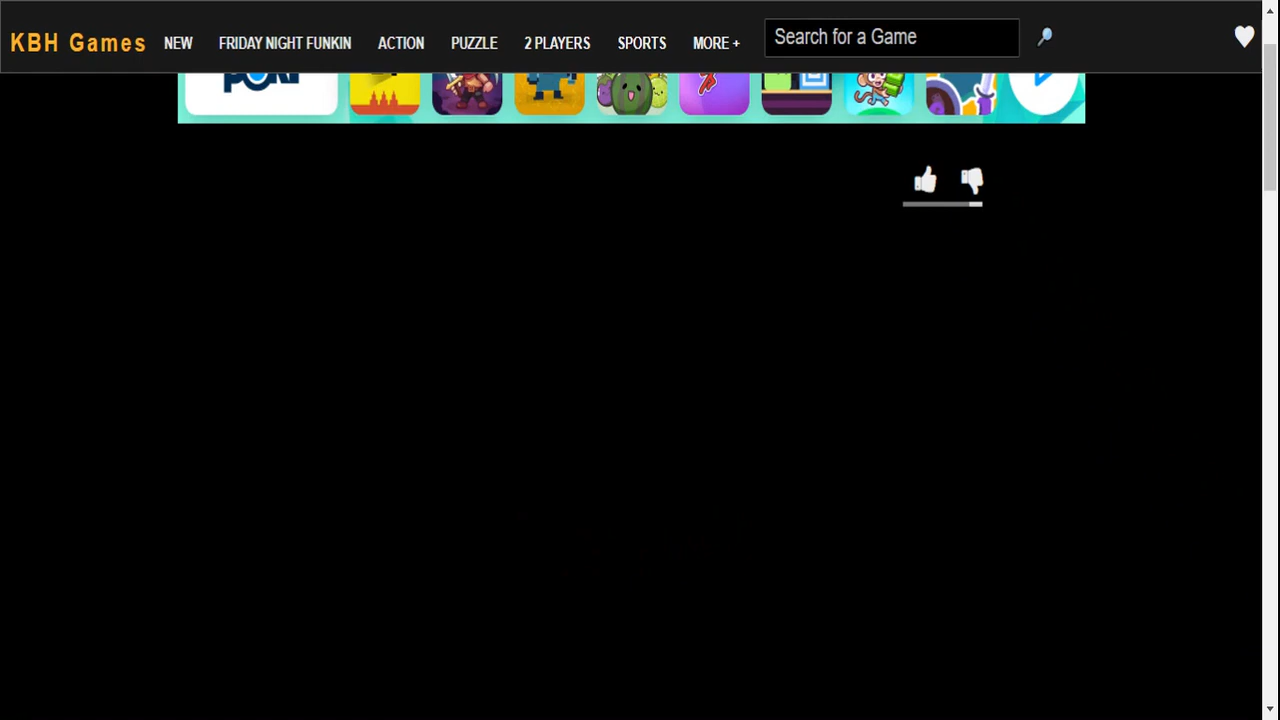 KBH Games NEW FRIDAY NIGHT FUNKIN ACTION PUZZLE 2 PLAYERS SPORTS MORE + Search for a Game